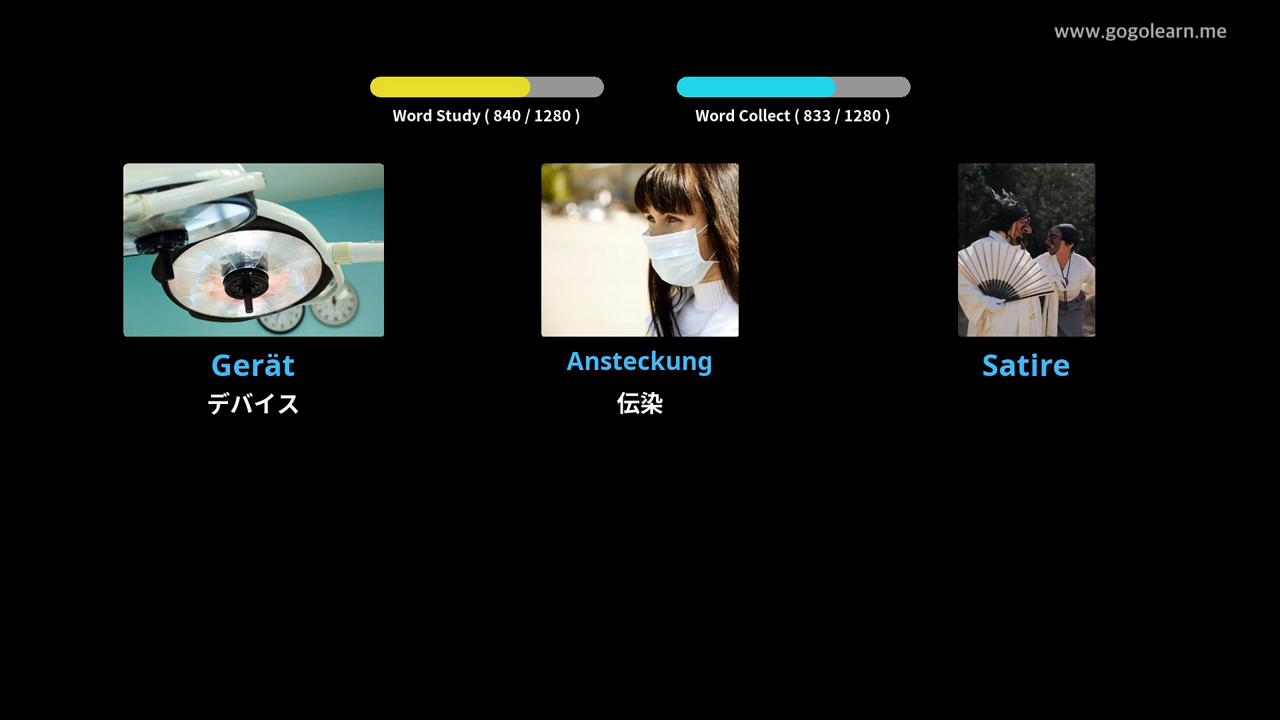 www.gogolearn.me
Word Study ( 840 / 1280 )
Word Collect ( 833 / 1280 )
Gerät
デバイス
Ansteckung
伝染
Satire